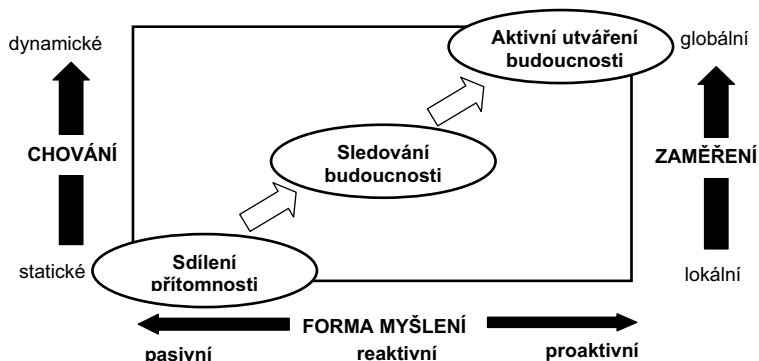 dynamické
Aktivní utváření
budoucnosti
globální
CHOVÁNÍ
Sledování
budoucnosti
ZAMĚŘENÍ
statické
Sdílení
přítomnosti
lokální
FORMA MYŠLENÍ
pasivní
reaktivní
proaktivní